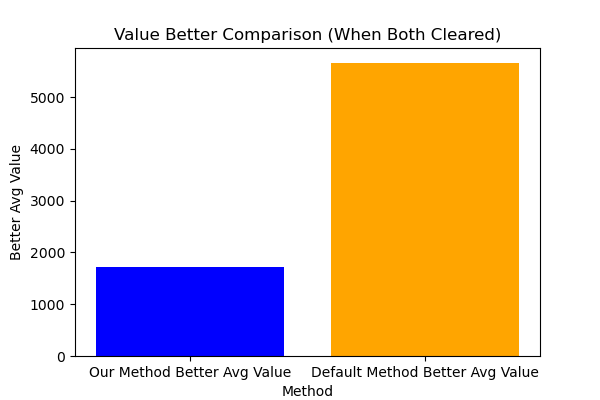 Value Better Comparison (When Both Cleared)
Better Avg Value
5000
4000
3000
2000
1000
0
Our Method Better Avg Value
Default Method Better Avg Value
Method